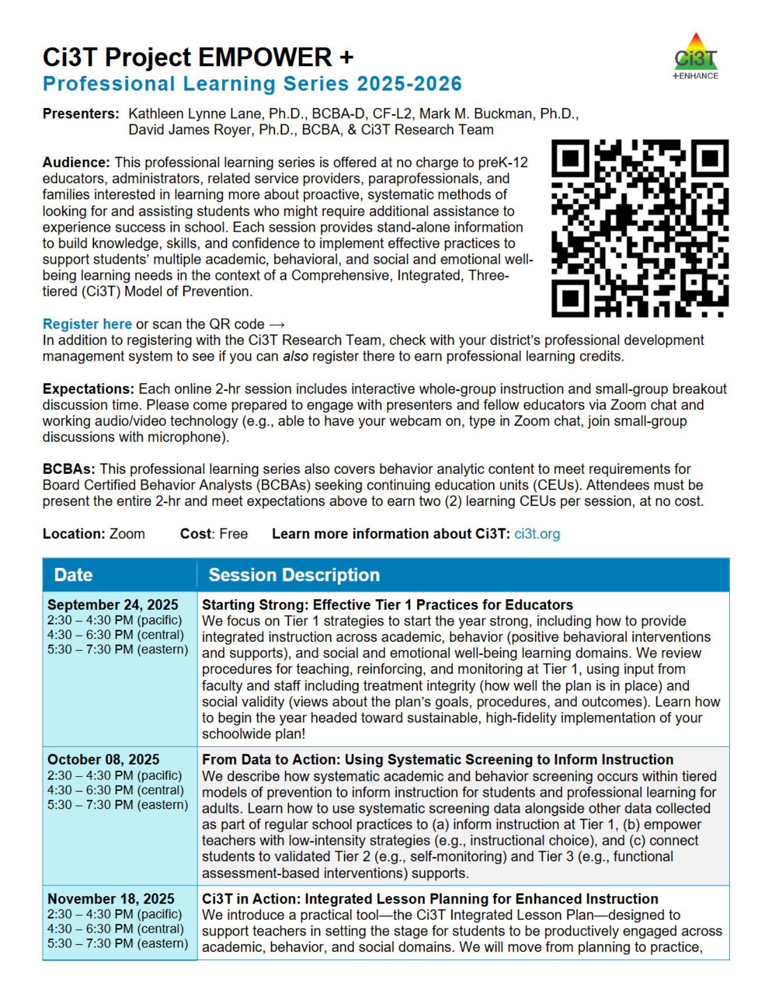 Ci3T Project EMPOWER +
Professional Learning Series 2025-2026
Ci3T
+ENHANCE
Presenters: Kathleen Lynne Lane, Ph.D., BCBA-D, CF-L2, Mark M. Buckman, Ph.D.,
David James Royer, Ph.D., BCBA, & Ci3T Research Team
Audience: This professional learning series is offered at no charge to preK-12
educators, administrators, related service providers, paraprofessionals, and
families interested in learning more about proactive, systematic methods of
looking for and assisting students who might require additional assistance to
experience success in school. Each session provides stand-alone information
to build knowledge, skills, and confidence to implement effective practices to
support students’ multiple academic, behavioral, and social and emotional well-
being learning needs in the context of a Comprehensive, Integrated, Three-
tiered (Ci3T) Model of Prevention.
Register here or scan the QR code →
In addition to registering with the Ci3T Research Team, check with your district’s professional development
management system to see if you can also register there to earn professional learning credits.
Expectations: Each online 2-hr session includes interactive whole-group instruction and small-group breakout
discussion time. Please come prepared to engage with presenters and fellow educators via Zoom chat and
working audio/video technology (e.g., able to have your webcam on, type in Zoom chat, join small-group
discussions with microphone).
BCBAs: This professional learning series also covers behavior analytic content to meet requirements for
Board Certified Behavior Analysts (BCBAs) seeking continuing education units (CEUs). Attendees must be
present the entire 2-hr and meet expectations above to earn two (2) learning CEUs per session, at no cost.
Location: Zoom Cost: Free Learn more information about Ci3T: ci3t.org
Date
Session Description
September 24, 2025
2:30 – 4:30 PM (pacific)
4:30 – 6:30 PM (central)
5:30 – 7:30 PM (eastern)
Starting Strong: Effective Tier 1 Practices for Educators
We focus on Tier 1 strategies to start the year strong, including how to provide
integrated instruction across academic, behavior (positive behavioral interventions
and supports), and social and emotional well-being learning domains. We review
procedures for teaching, reinforcing, and monitoring at Tier 1, using input from
faculty and staff including treatment integrity (how well the plan is in place) and
social validity (views about the plan’s goals, procedures, and outcomes). Learn how
to begin the year headed toward sustainable, high-fidelity implementation of your
schoolwide plan!
October 08, 2025
2:30 – 4:30 PM (pacific)
4:30 – 6:30 PM (central)
5:30 – 7:30 PM (eastern)
From Data to Action: Using Systematic Screening to Inform Instruction
We describe how systematic academic and behavior screening occurs within tiered
models of prevention to inform instruction for students and professional learning for
adults. Learn how to use systematic screening data alongside other data collected
as part of regular school practices to (a) inform instruction at Tier 1, (b) empower
teachers with low-intensity strategies (e.g., instructional choice), and (c) connect
students to validated Tier 2 (e.g., self-monitoring) and Tier 3 (e.g., functional
assessment-based interventions) supports.
November 18, 2025
2:30 – 4:30 PM (pacific)
4:30 – 6:30 PM (central)
5:30 – 7:30 PM (eastern)
Ci3T in Action: Integrated Lesson Planning for Enhanced Instruction
We introduce a practical tool—the Ci3T Integrated Lesson Plan—designed to
support teachers in setting the stage for students to be productively engaged across
academic, behavior, and social domains. We will move from planning to practice,